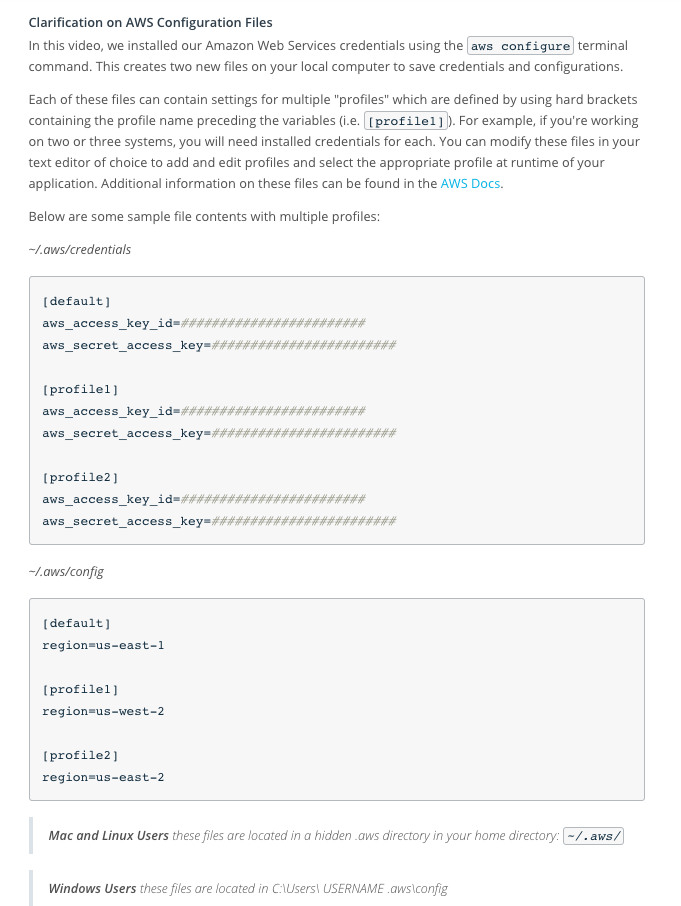 Clarification on AWS Configuration Files
In this video, we installed our Amazon Web Services credentials using the aws configure terminal
command. This creates two new files on your local computer to save credentials and configurations.
Each of these files can contain settings for multiple "profiles" which are defined by using hard brackets
containing the profile name preceding the variables (i.e. [profile1]). For example, if you're working
on two or three systems, you will need installed credentials for each. You can modify these files in your
text editor of choice to add and edit profiles and select the appropriate profile at runtime of your
application. Additional information on these files can be found in the AWS Docs.
Below are some sample file contents with multiple profiles:
~/.aws/credentials
[default]
aws_access_key_id=########################
aws_secret_access_key=########################
[profile1]
aws_access_key_id=########################
aws_secret_access_key=########################
[profile2]
aws_access_key_id=########################
aws_secret_access_key=########################
~/.aws/config
[default]
region=us-east-1
[profile1]
region=us-west-2
[profile2]
region=us-east-2
Mac and Linux Users these files are located in a hidden .aws directory in your home directory: ~/.aws/
Windows Users these files are located in C:\Users\ USERNAME .aws\config